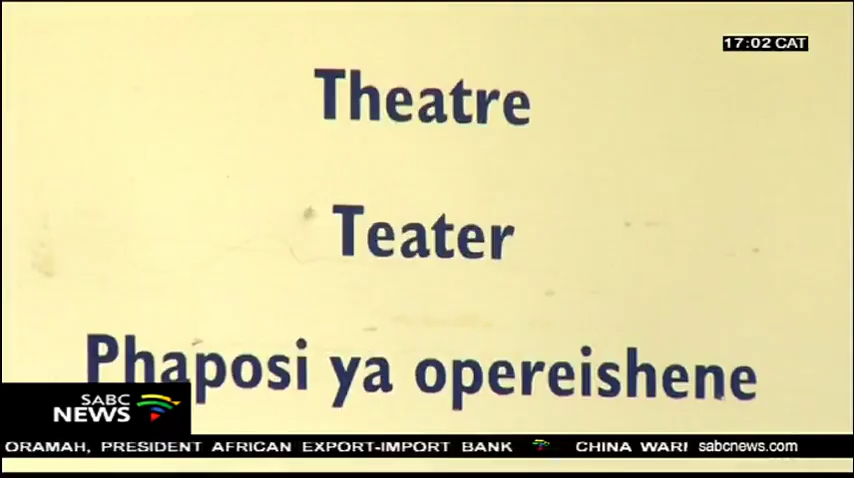 17:02 CAT
Theatre
Teater
Phaposi ya opereishene
SABC
NEWS
ORAMAH, PRESIDENT AFRICAN EXPORT-IMPORT BANK CHINA WARI sabcnews.com